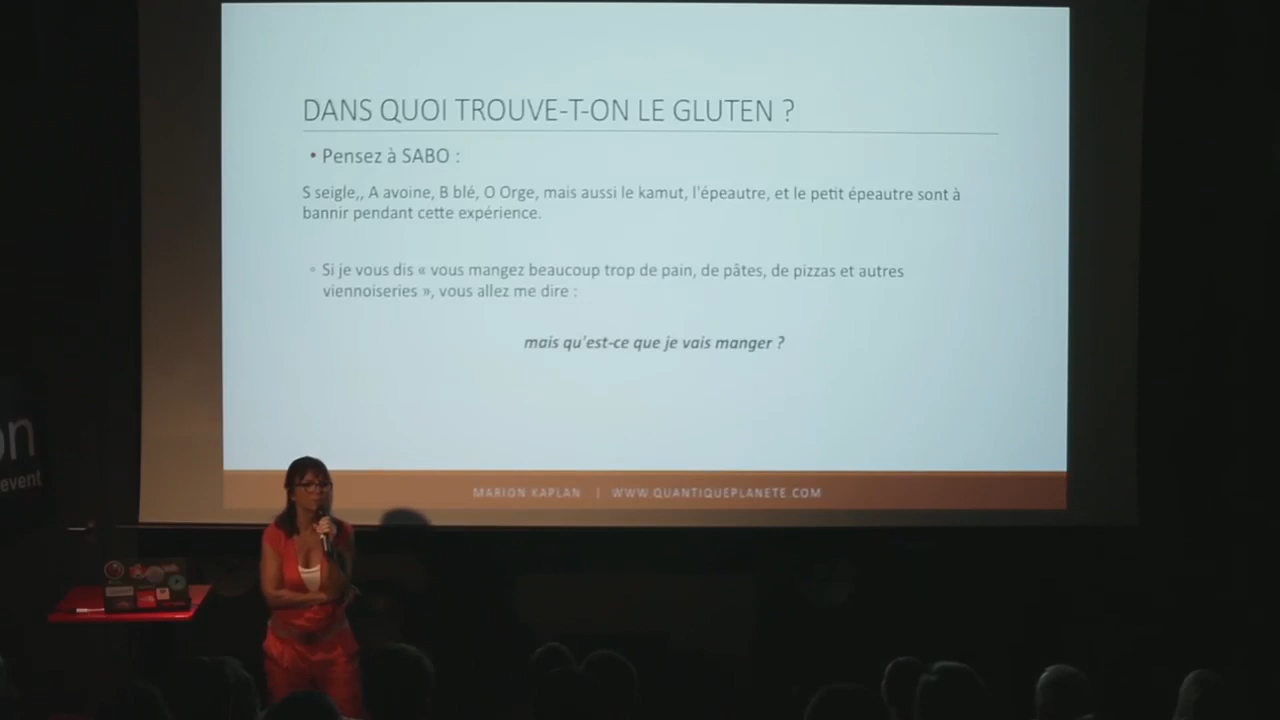 DANS QUOI TROUVE-T-ON LE GLUTEN ?
• Pensez à SABO :
S seigle,, A avoine, B blé, O Orge, mais aussi le kamut, l'épeautre, et le petit épeautre sont à
bannir pendant cette expérience.
◦ Si je vous dis « vous mangez beaucoup trop de pain, de pâtes, de pizzas et autres
viennoiseries », vous allez me dire :
mais qu'est-ce que je vais manger ?
MARION KAPLAN | WWW.QUANTIQUEPLANETE.COM
on
event